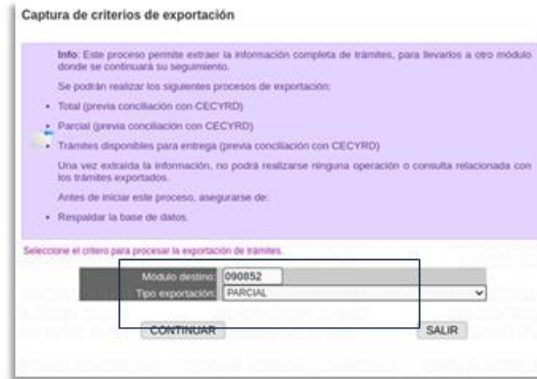 Captura de criterios de exportación
Info: Este proceso permite extraer la información completa de trámites, para llevarlos a otro módulo
donde se continuará su seguimiento.
Se podrán realizar los siguientes procesos de exportación:
• Total (previa conciliación con CECYRD)
• Parcial (previa conciliación con CECYRD)
• Trámites disponibles para entrega (previa conciliación con CECYRD)
Una vez extraída la información, no podrá realizarse ninguna operación o consulta relacionada con
los trámites exportados.
Antes de iniciar este proceso, asegurarse de:
• Respaldar la base de datos.
Seleccione el criterio para procesar la exportación de trámites.
Módulo destino: 090852
Tipo exportación: PARCIAL
CONTINUAR SALIR